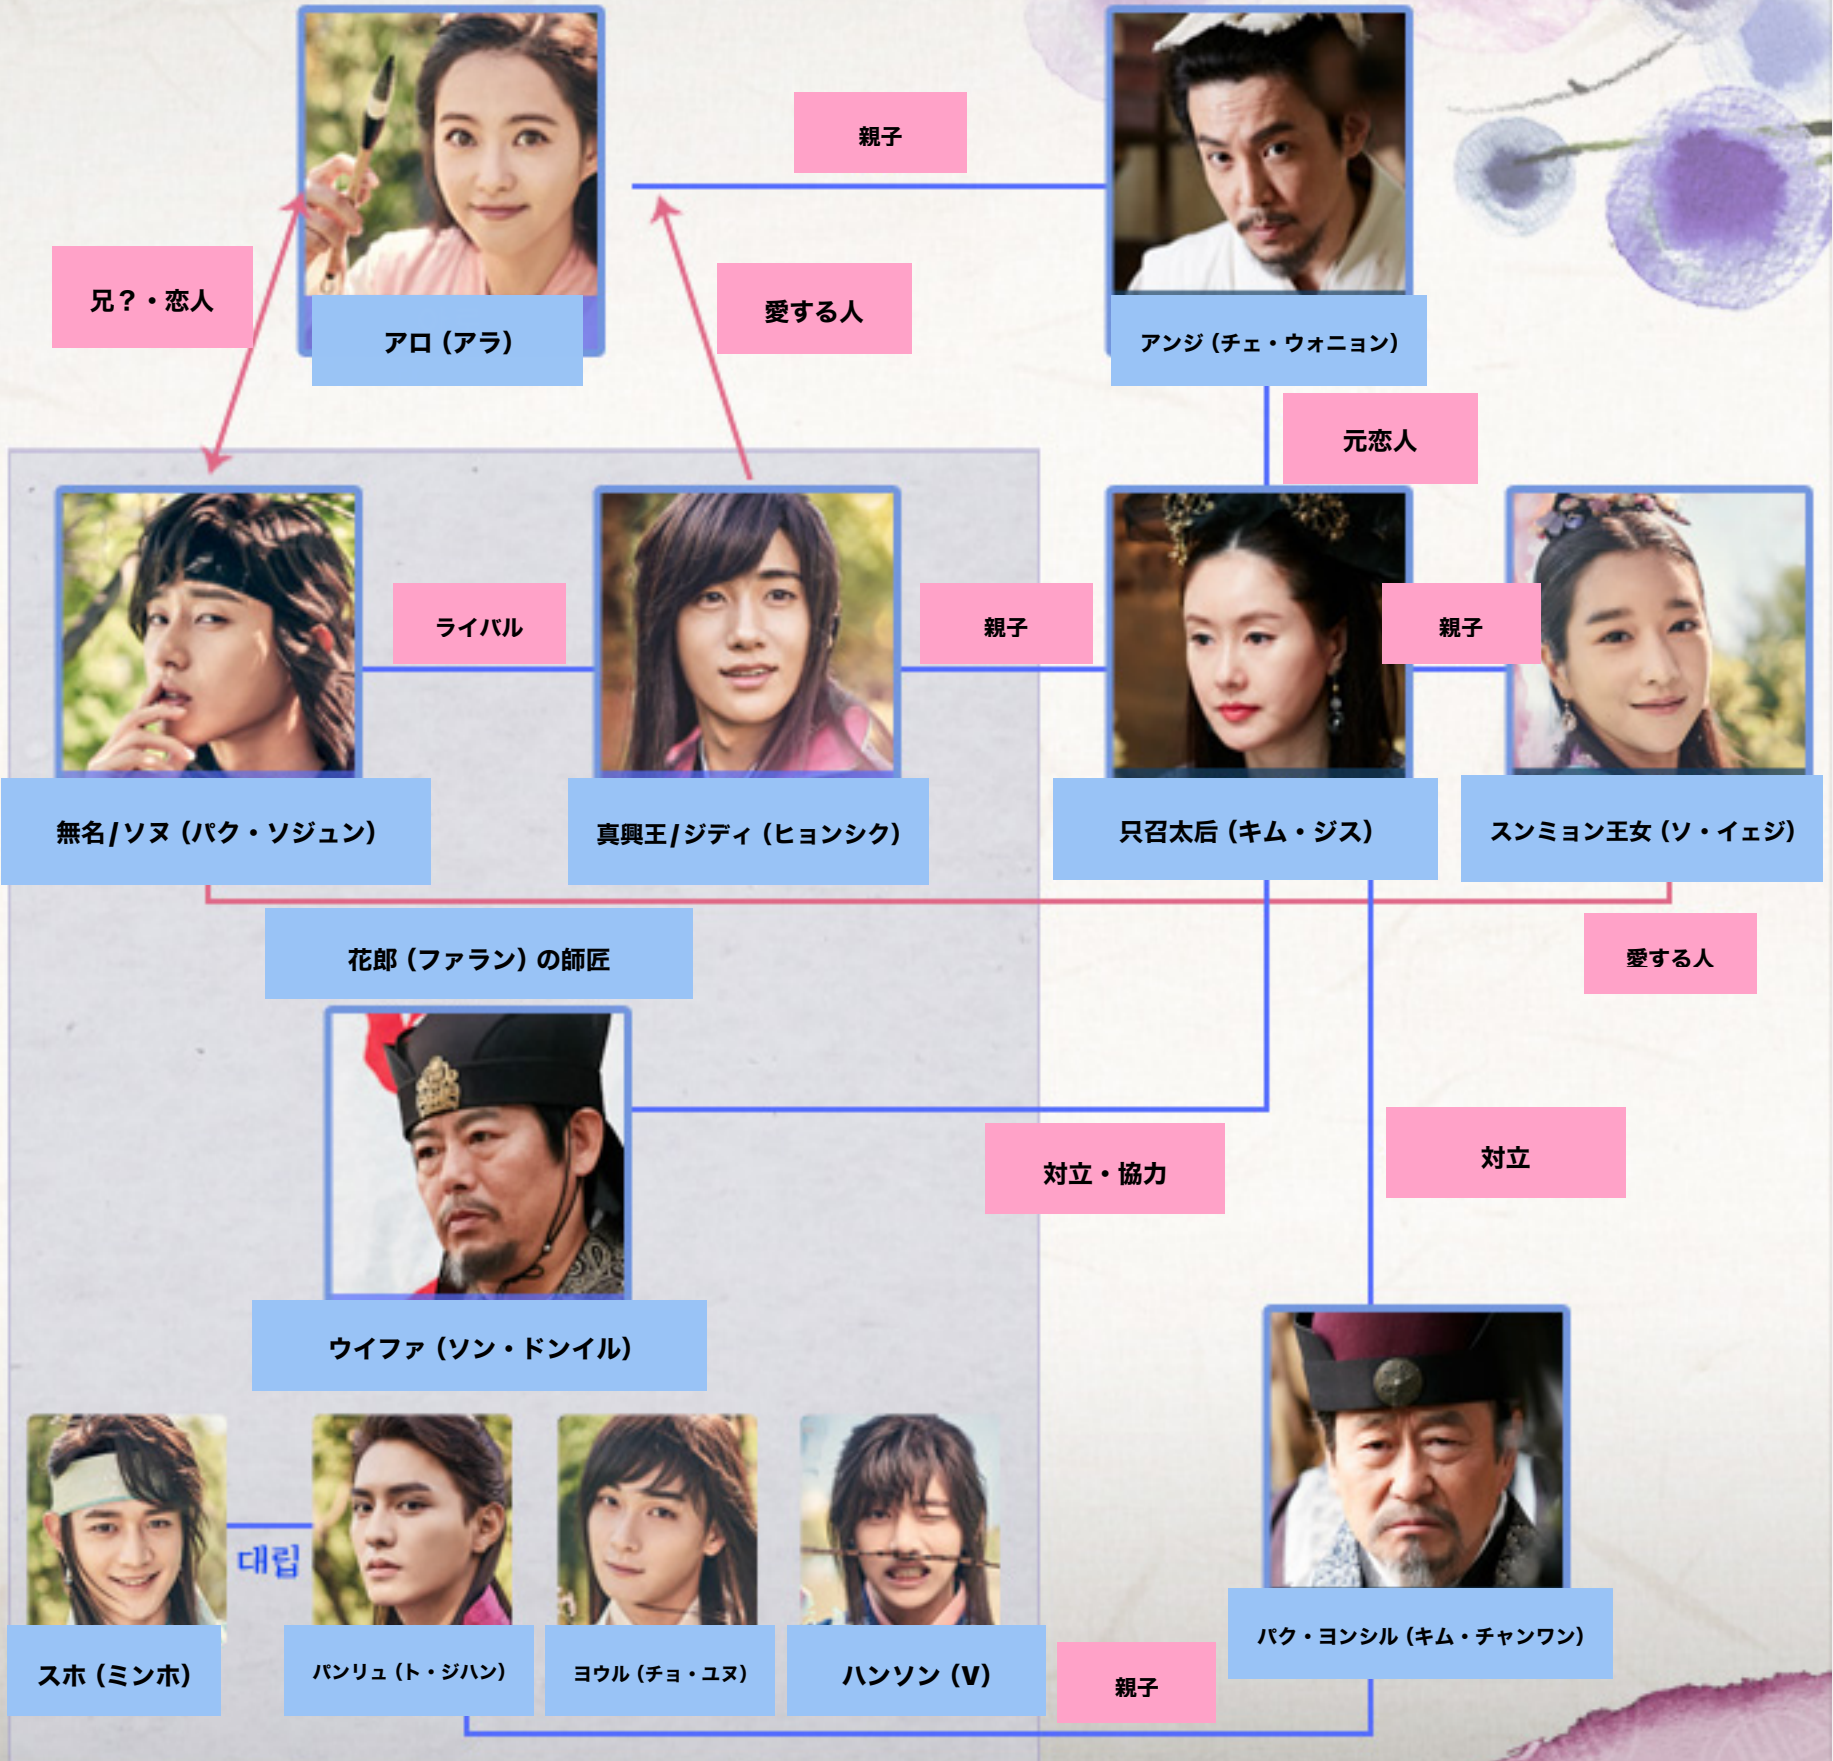 親子
兄？・恋人
愛する人
アロ（アラ）
アンジ（チェ・ウォニョン）
元恋人
ライバル
親子
親子
無名/ソヌ（パク・ソジュン）
真興王/ジディ（ヒョンシク）
只召太后（キム・ジス）
スンミョン王女（ソ・イェジ）
花郎（ファラン）の師匠
愛する人
対立・協力
対立
ウイファ（ソン・ドンイル）
대립
スホ（ミンホ）
パンリュ（ト・ジハン）
ヨウル（チョ・ユヌ）
ハンソン（V）
パク・ヨンシル（キム・チャンワン）
親子